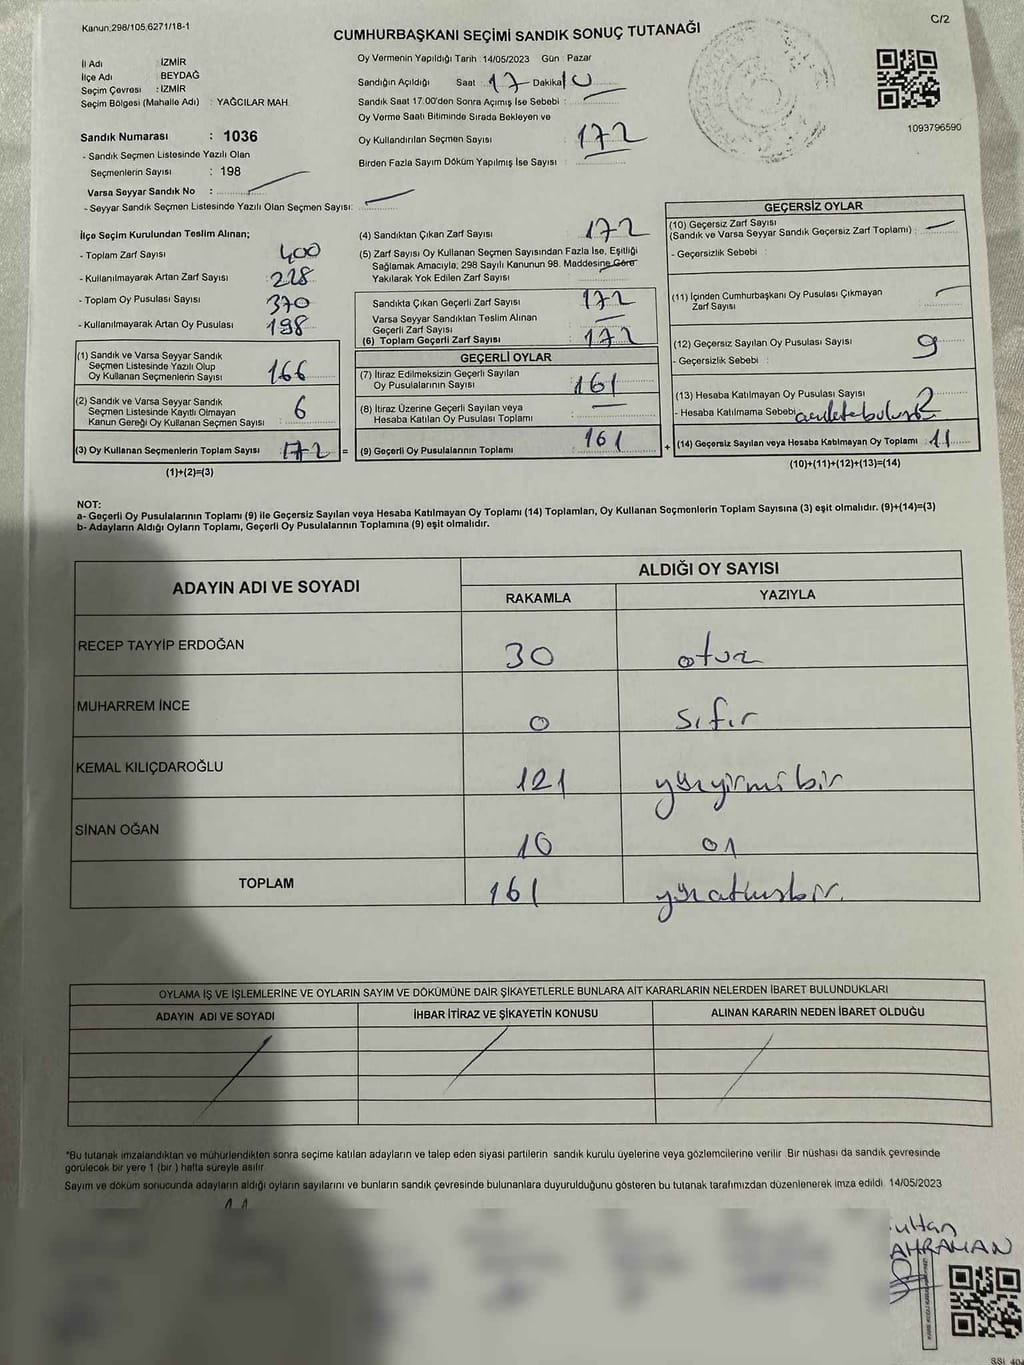 Kanun:298/105,6271/18-1
C/2
CUMHURBAŞKANI SEÇİMİ SANDIK SONUÇ TUTANAĞI
İl Adı : İZMİR
İlçe Adı : BEYDAĞ
Seçim Çevresi : İZMİR
Seçim Bölgesi (Mahalle Adı) : YAĞCILAR MAH.
Oy Vermenin Yapıldığı Tarih :14/05/2023 Gün : Pazar
Sandığın Açıldığı Saat : 17 Dakika: 10
Sandık Saat 17.00'den Sonra Açımış İse Sebebi :
Oy Verme Saati Bitiminde Sırada Bekleyen ve
Oy Kullandırılan Seçmen Sayısı : 172
Birden Fazla Sayım Döküm Yapılmış İse Sayısı :
1093796590
Sandık Numarası : 1036
- Sandık Seçmen Listesinde Yazılı Olan
Seçmenlerin Sayısı : 198
Varsa Seyyar Sandık No :
- Seyyar Sandık Seçmen Listesinde Yazılı Olan Seçmen Sayısı:
İlçe Seçim Kurulundan Teslim Alınan;
- Toplam Zarf Sayısı : 400
- Kullanılmayarak Artan Zarf Sayısı : 228
- Toplam Oy Pusulası Sayısı : 370
- Kullanılmayarak Artan Oy Pusulası : 198
(1) Sandık ve Varsa Seyyar Sandık
Seçmen Listesinde Yazılı Olup
Oy Kullanan Seçmenlerin Sayısı : 166
(2) Sandık ve Varsa Seyyar Sandık
Seçmen Listesinde Kayıtlı Olmayan
Kanun Gereği Oy Kullanan Seçmen Sayısı : 6
(3) Oy Kullanan Seçmenlerin Toplam Sayısı : 172 =
(1)+(2)=(3)
(4) Sandıktan Çıkan Zarf Sayısı : 172
(5) Zarf Sayısı Oy Kullanan Seçmen Sayısından Fazla İse, Eşitliği
Sağlamak Amacıyla; 298 Sayılı Kanunun 98. Maddesine Göre
Yakılarak Yok Edilen Zarf Sayısı :
Sandıkta Çıkan Geçerli Zarf Sayısı : 172
Varsa Seyyar Sandıktan Teslim Alınan
Geçerli Zarf Sayısı :
(6) Toplam Geçerli Zarf Sayısı : 172
GEÇERLİ OYLAR
(7) İtiraz Edilmeksizin Geçerli Sayılan
Oy Pusulalarının Sayısı : 161
(8) İtiraz Üzerine Geçerli Sayılan veya
Hesaba Katılan Oy Pusulası Toplamı :
(9) Geçerli Oy Pusulalarının Toplamı : 161 +
GEÇERSİZ OYLAR
(10) Geçersiz Zarf Sayısı
(Sandık ve Varsa Seyyar Sandık Geçersiz Zarf Toplamı) :
- Geçersizlik Sebebi :
(11) İçinden Cumhurbaşkanı Oy Pusulası Çıkmayan
Zarf Sayısı :
(12) Geçersiz Sayılan Oy Pusulası Sayısı : 9
- Geçersizlik Sebebi :
(13) Hesaba Katılmayan Oy Pusulası Sayısı : 2
- Hesaba Katılmama Sebebi :
(14) Geçersiz Sayılan veya Hesaba Katılmayan Oy Toplamı : 11
(10)+(11)+(12)+(13)=(14)
NOT:
a- Geçerli Oy Pusulalarının Toplamı (9) ile Geçersiz Sayılan veya Hesaba Katılmayan Oy Toplamı (14) Toplamları, Oy Kullanan Seçmenlerin Toplam Sayısına (3) eşit olmalıdır. (9)+(14)=(3)
b- Adayların Aldığı Oyların Toplamı, Geçerli Oy Pusulalarının Toplamına (9) eşit olmalıdır.
ADAYIN ADI VE SOYADI
ALDIĞI OY SAYISI
RAKAMLA YAZIYLA
RECEP TAYYİP ERDOĞAN 30 otuz
MUHARREM İNCE 0 sıfır
KEMAL KILIÇDAROĞLU 121 yüzyirmibir
SİNAN OĞAN 10 on
TOPLAM 161 yüzatmışbir.
OYLAMA İŞ VE İŞLEMLERİNE VE OYLARIN SAYIM VE DÖKÜMÜNE DAİR ŞİKAYETLERLE BUNLARA AİT KARARLARIN NELERDEN İBARET BULUNDUKLARI
ADAYIN ADI VE SOYADI İHBAR İTİRAZ VE ŞİKAYETİN KONUSU ALINAN KARARIN NEDEN İBARET OLDUĞU
*Bu tutanak imzalandıktan ve mühürlendikten sonra seçime katılan adayların ve talep eden siyasi partilerin sandık kurulu üyelerine veya gözlemcilerine verilir. Bir nüshası da sandık çevresinde
görülecek bir yere 1 (bir) hafta süreyle asılır.
Sayım ve döküm sonucunda adayların aldığı oyların sayılarını ve bunların sandık çevresinde bulunanlara duyurulduğunu gösteren bu tutanak tarafımızdan düzenlenerek imza edildi. 14/05/2023
ultan
AHRAMAN